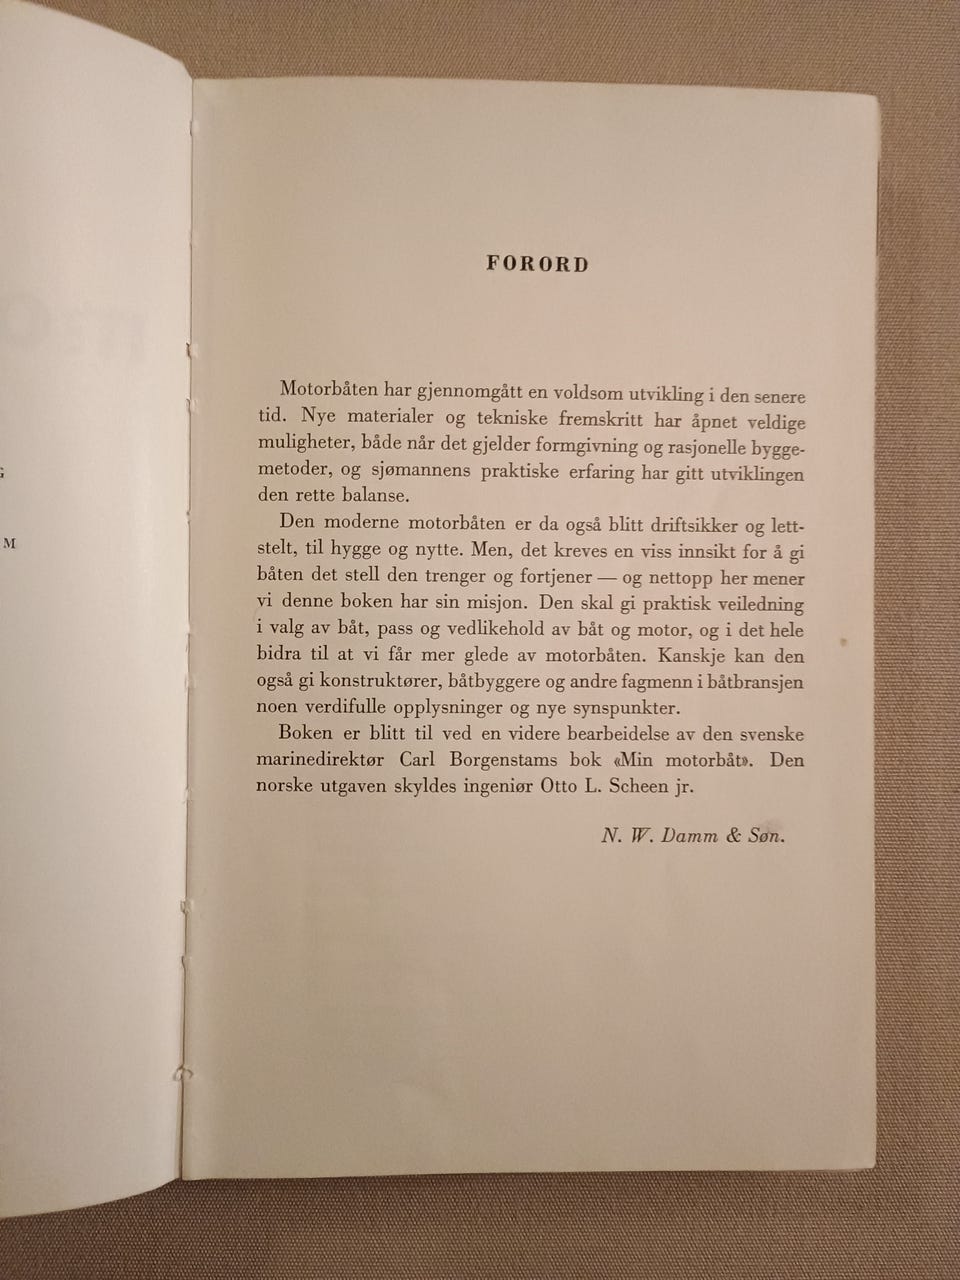 M
FORORD
Motorbåten har gjennomgått en voldsom utvikling i den senere
tid. Nye materialer og tekniske fremskritt har åpnet veldige
muligheter, både når det gjelder formgivning og rasjonelle bygge-
metoder, og sjømannens praktiske erfaring har gitt utviklingen
den rette balanse.
Den moderne motorbåten er da også blitt driftsikker og lett-
stelt, til hygge og nytte. Men, det kreves en viss innsikt for å gi
båten det stell den trenger og fortjener — og nettopp her mener
vi denne boken har sin misjon. Den skal gi praktisk veiledning
i valg av båt, pass og vedlikehold av båt og motor, og i det hele
bidra til at vi får mer glede av motorbåten. Kanskje kan den
også gi konstruktører, båtbyggere og andre fagmenn i båtbransjen
noen verdifulle opplysninger og nye synspunkter.
Boken er blitt til ved en videre bearbeidelse av den svenske
marinedirektør Carl Borgenstams bok «Min motorbåt». Den
norske utgaven skyldes ingeniør Otto L. Scheen jr.
N. W. Damm & Søn.